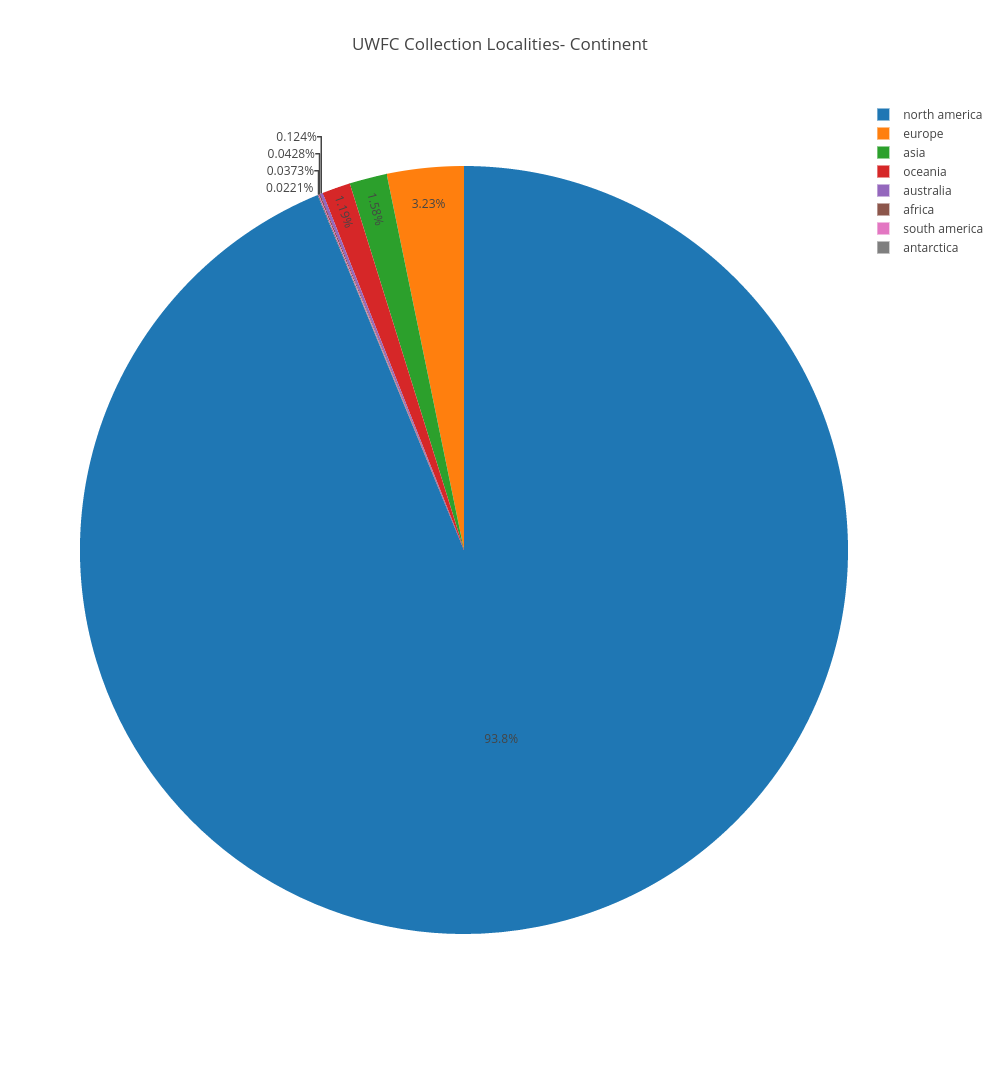 UWFC Collection Localities- Continent
north america
europe
asia
oceania
australia
africa
south america
antarctica
0.124%
0.0428%
0.0373%
0.0221%
1.19%
1.58%
3.23%
93.8%